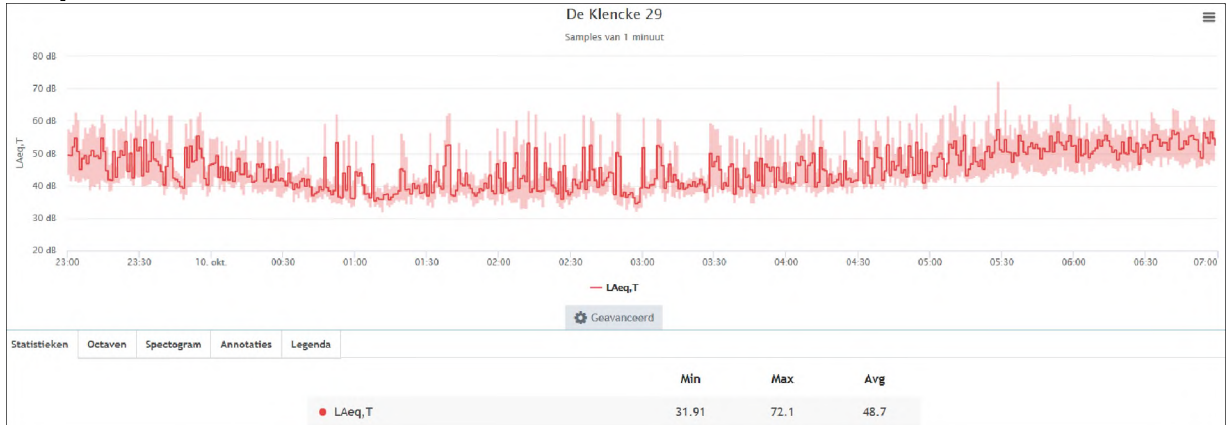 De Klencke 29
Samples van 1 minuut
80 dB
70 dB
60 dB
50 dB
40 dB
30 dB
20 dB
LAeq,T
23:00 23:30 10. okt. 00:30 01:00 01:30 02:00 02:30 03:00 03:30 04:00 04:30 05:00 05:30 06:00 06:30 07:00
LAeq,T
Geavanceerd
Statistieken Octaven Spectogram Annotaties Legenda
Min Max Avg
LAeq,T 31.91 72.1 48.7